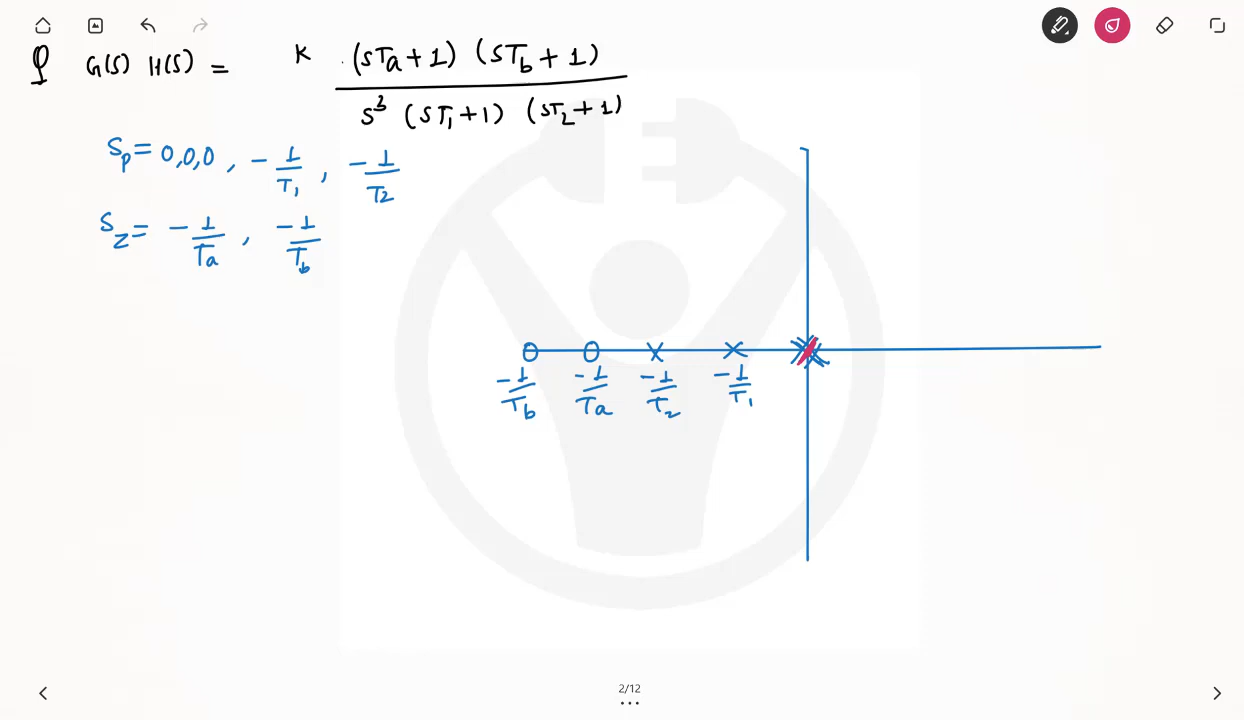 Q G(S) H(S) = K (STa + 1) (STb + 1)
S³ (ST₁ + 1) (ST₂ + 1)
Sp = 0,0,0 , - 1/T₁ , - 1/T2
Sz = - 1/Ta , - 1/Tb
- 1/Tb - 1/Ta - 1/T₂ - 1/T₁
2/12